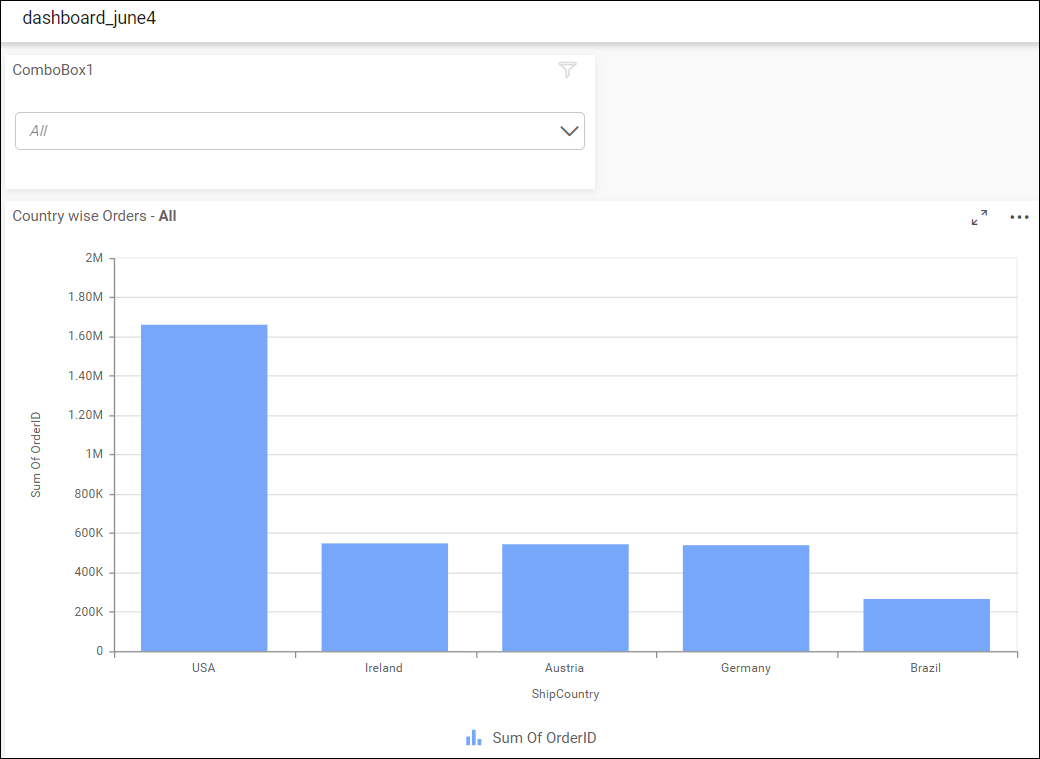 dashboard_june4
ComboBox1
All
Country wise Orders - All
2M
1.80M
1.60M
1.40M
1.20M
1M
800K
600K
400K
200K
0
Sum Of OrderID
USA Ireland Austria Germany Brazil
ShipCountry
Sum Of OrderID